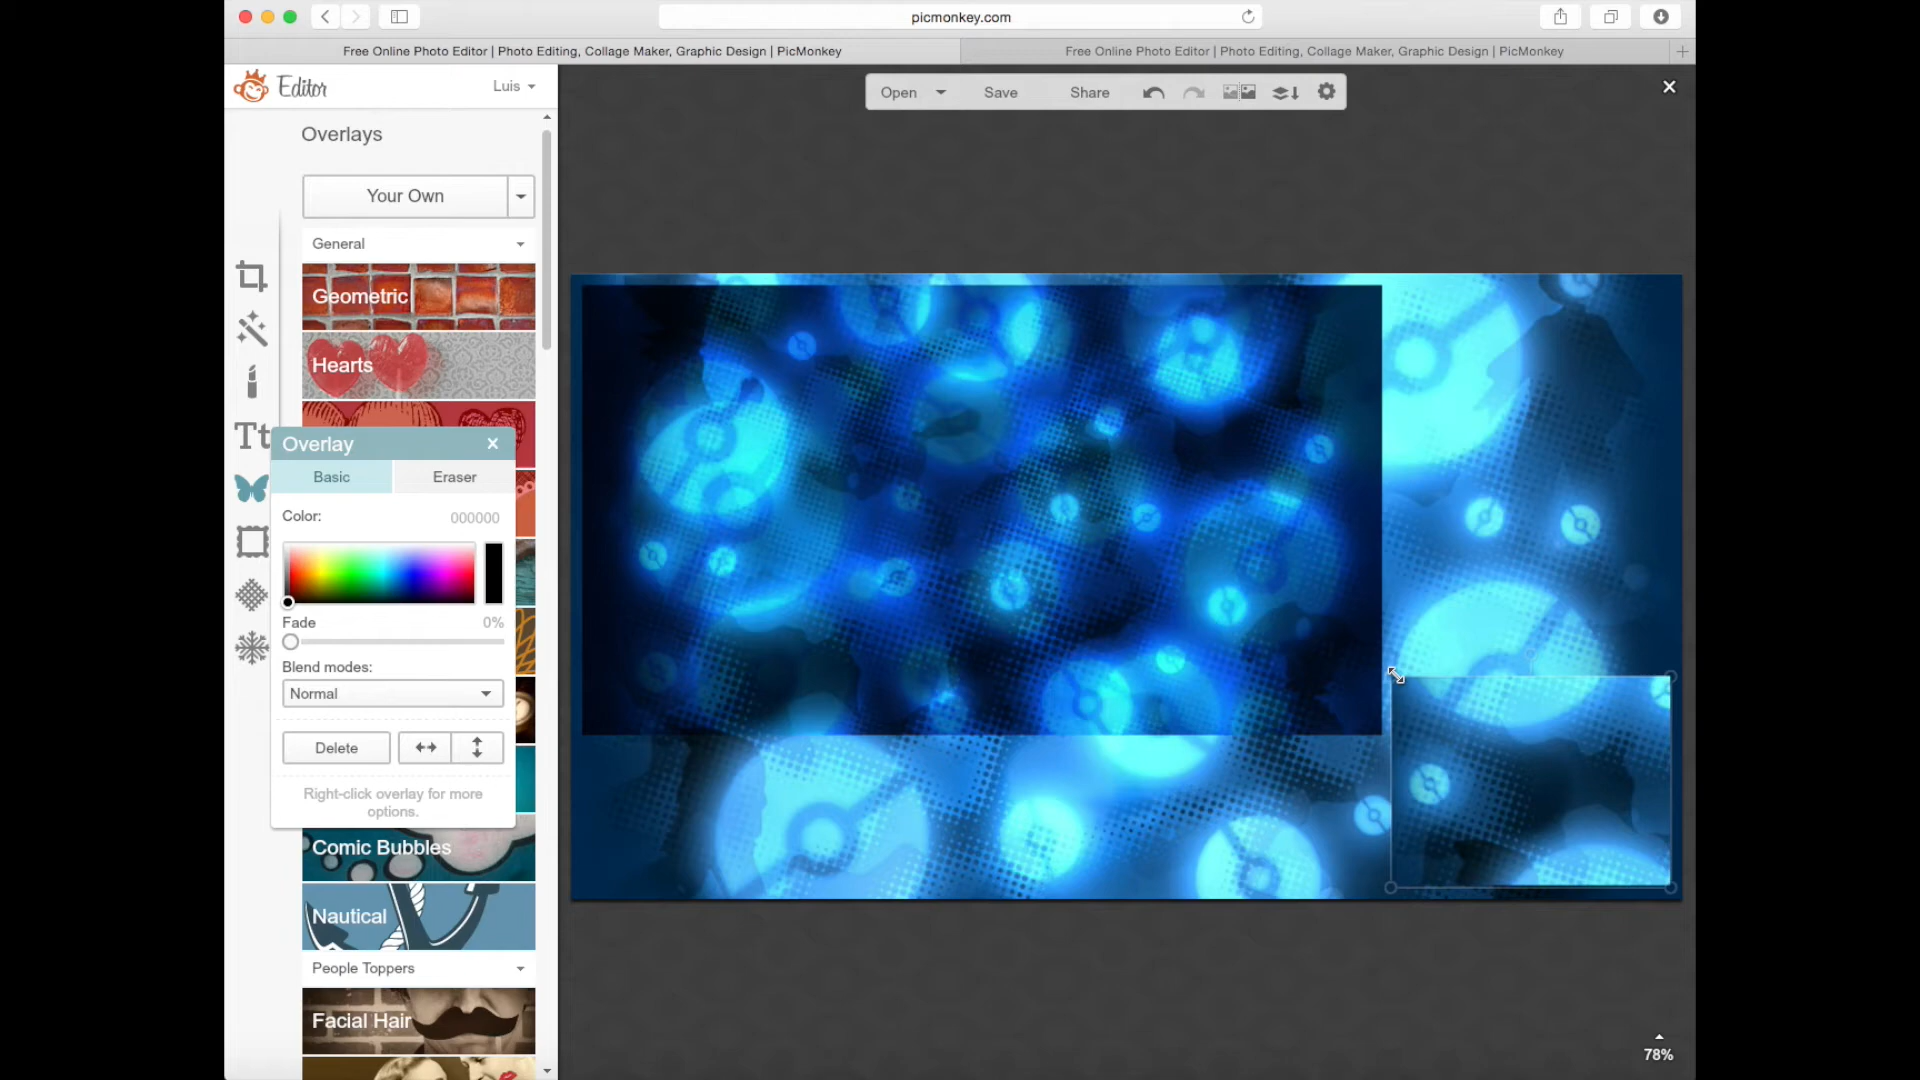 picmonkey.com
Free Online Photo Editor | Photo Editing, Collage Maker, Graphic Design | PicMonkey
Free Online Photo Editor | Photo Editing, Collage Maker, Graphic Design | PicMonkey
Editor
Luis
Open
Save
Share
Overlays
Your Own
General
Geometric
Hearts
Tt
Overlay
Basic
Eraser
Color:
000000
Fade
0%
Blend modes:
Normal
Delete
Right-click overlay for more
options.
Comic Bubbles
Nautical
People Toppers
Facial Hair
78%